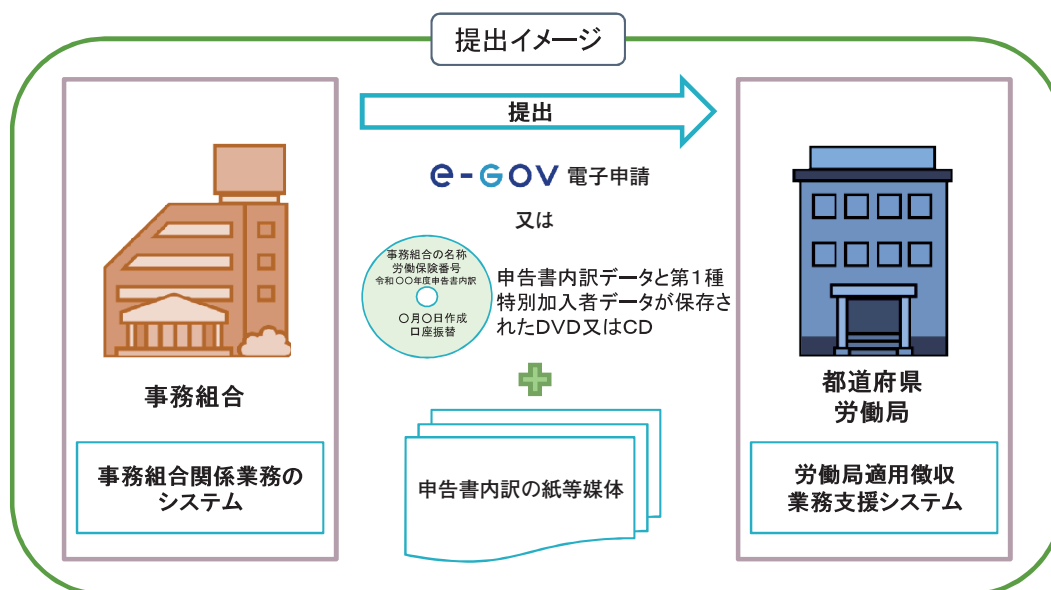 提出イメージ
提出
e-GOV 電子申請
又は
事務組合の名称
労働保険番号
令和〇〇年度申告書内訳
〇月〇日作成
口座振替
申告書内訳データと第１種
特別加入者データが保存さ
れたDVD又はCD
申告書内訳の紙等媒体
事務組合
事務組合関係業務の
システム
都道府県
労働局
労働局適用徴収
業務支援システム